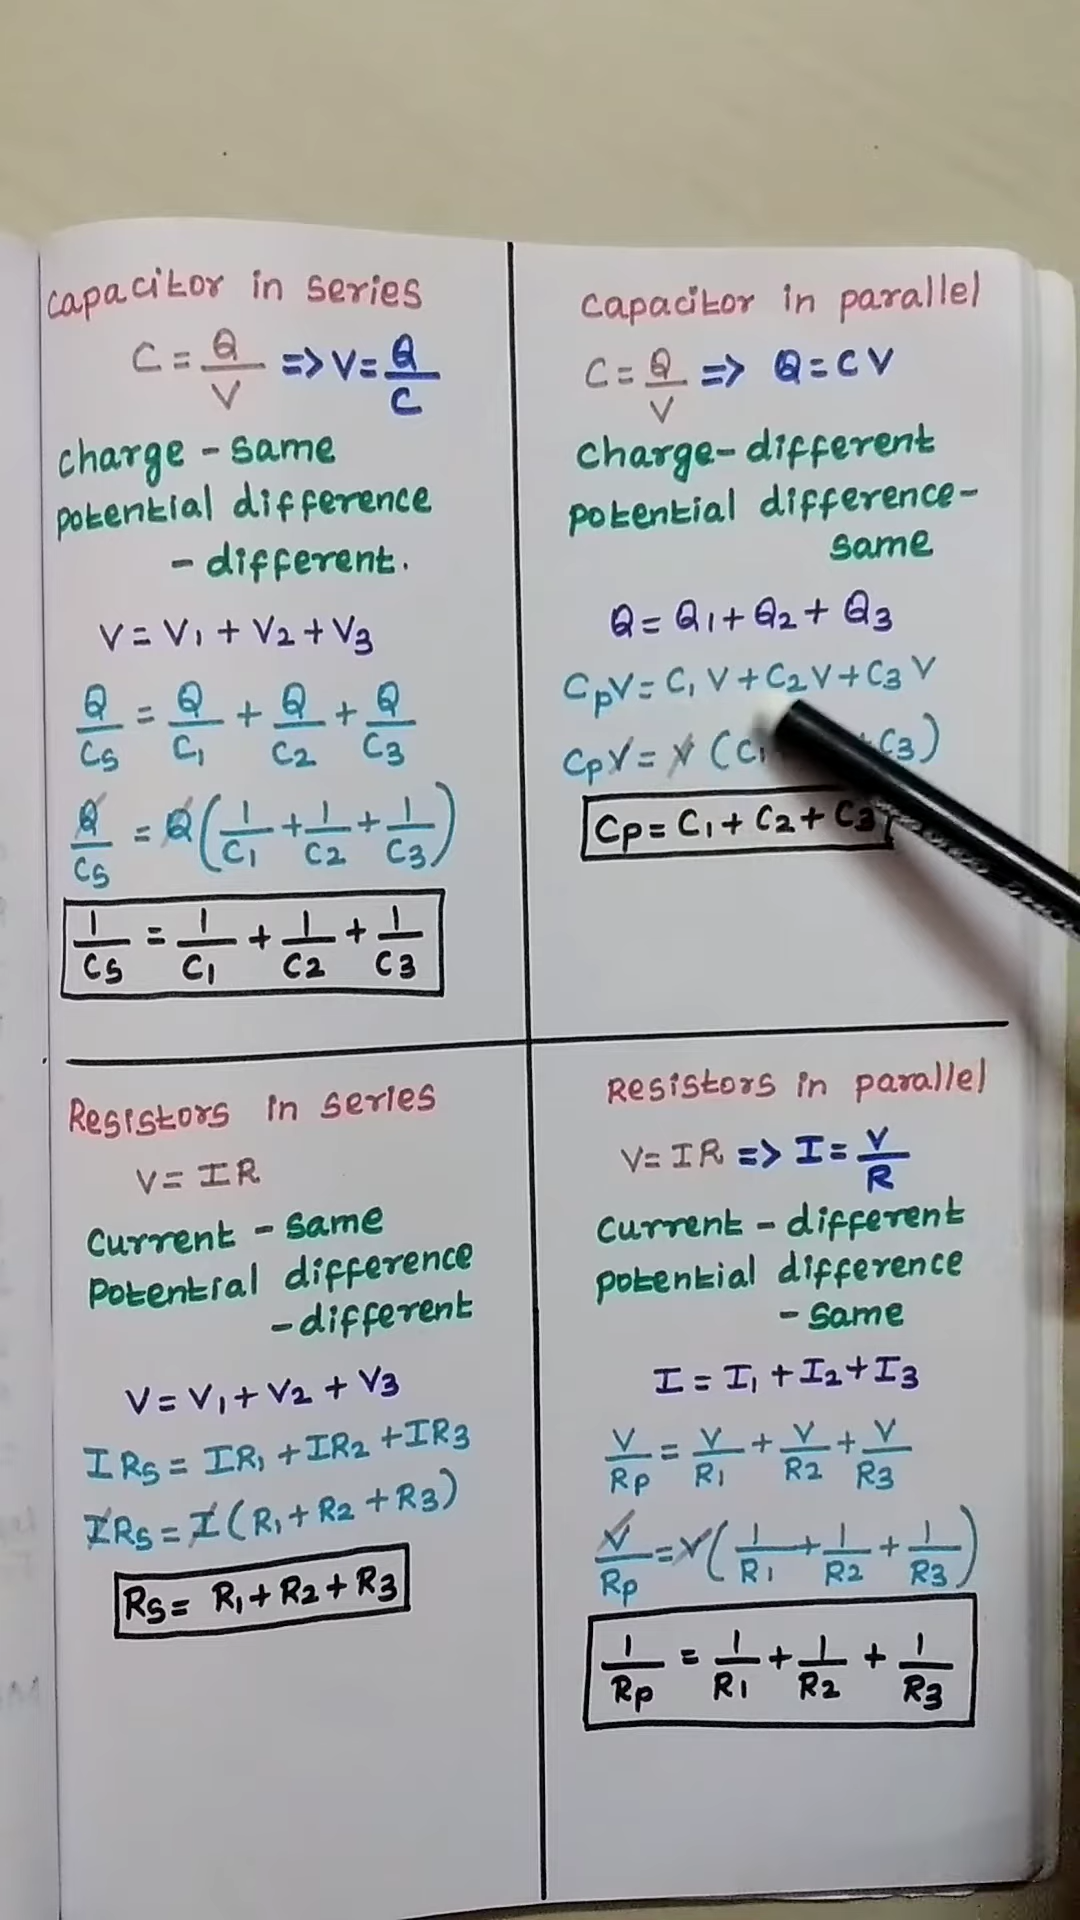 Capacitor in series
C = Q/V => V = Q/C
Charge - same
potential difference
- different.
V = V1 + V2 + V3
Q/Cs = Q/C1 + Q/C2 + Q/C3
Q/Cs = Q(1/C1 + 1/C2 + 1/C3)
1/Cs = 1/C1 + 1/C2 + 1/C3
Capacitor in parallel
C = Q/V => Q = CV
Charge - different
potential difference -
same
Q = Q1 + Q2 + Q3
CpV = C1V + C2V + C3V
CpV = V (C1 + C3)
Cp = C1 + C2 + C3
Resistors in series
V = IR
Current - same
Potential difference
- different
V = V1 + V2 + V3
IRs = IR1 + IR2 + IR3
IRs = I(R1 + R2 + R3)
Rs = R1 + R2 + R3
Resistors in parallel
V = IR => I = V/R
Current - different
potential difference
- same
I = I1 + I2 + I3
V/Rp = V/R1 + V/R2 + V/R3
V/Rp = V(1/R1 + 1/R2 + 1/R3)
1/Rp = 1/R1 + 1/R2 + 1/R3